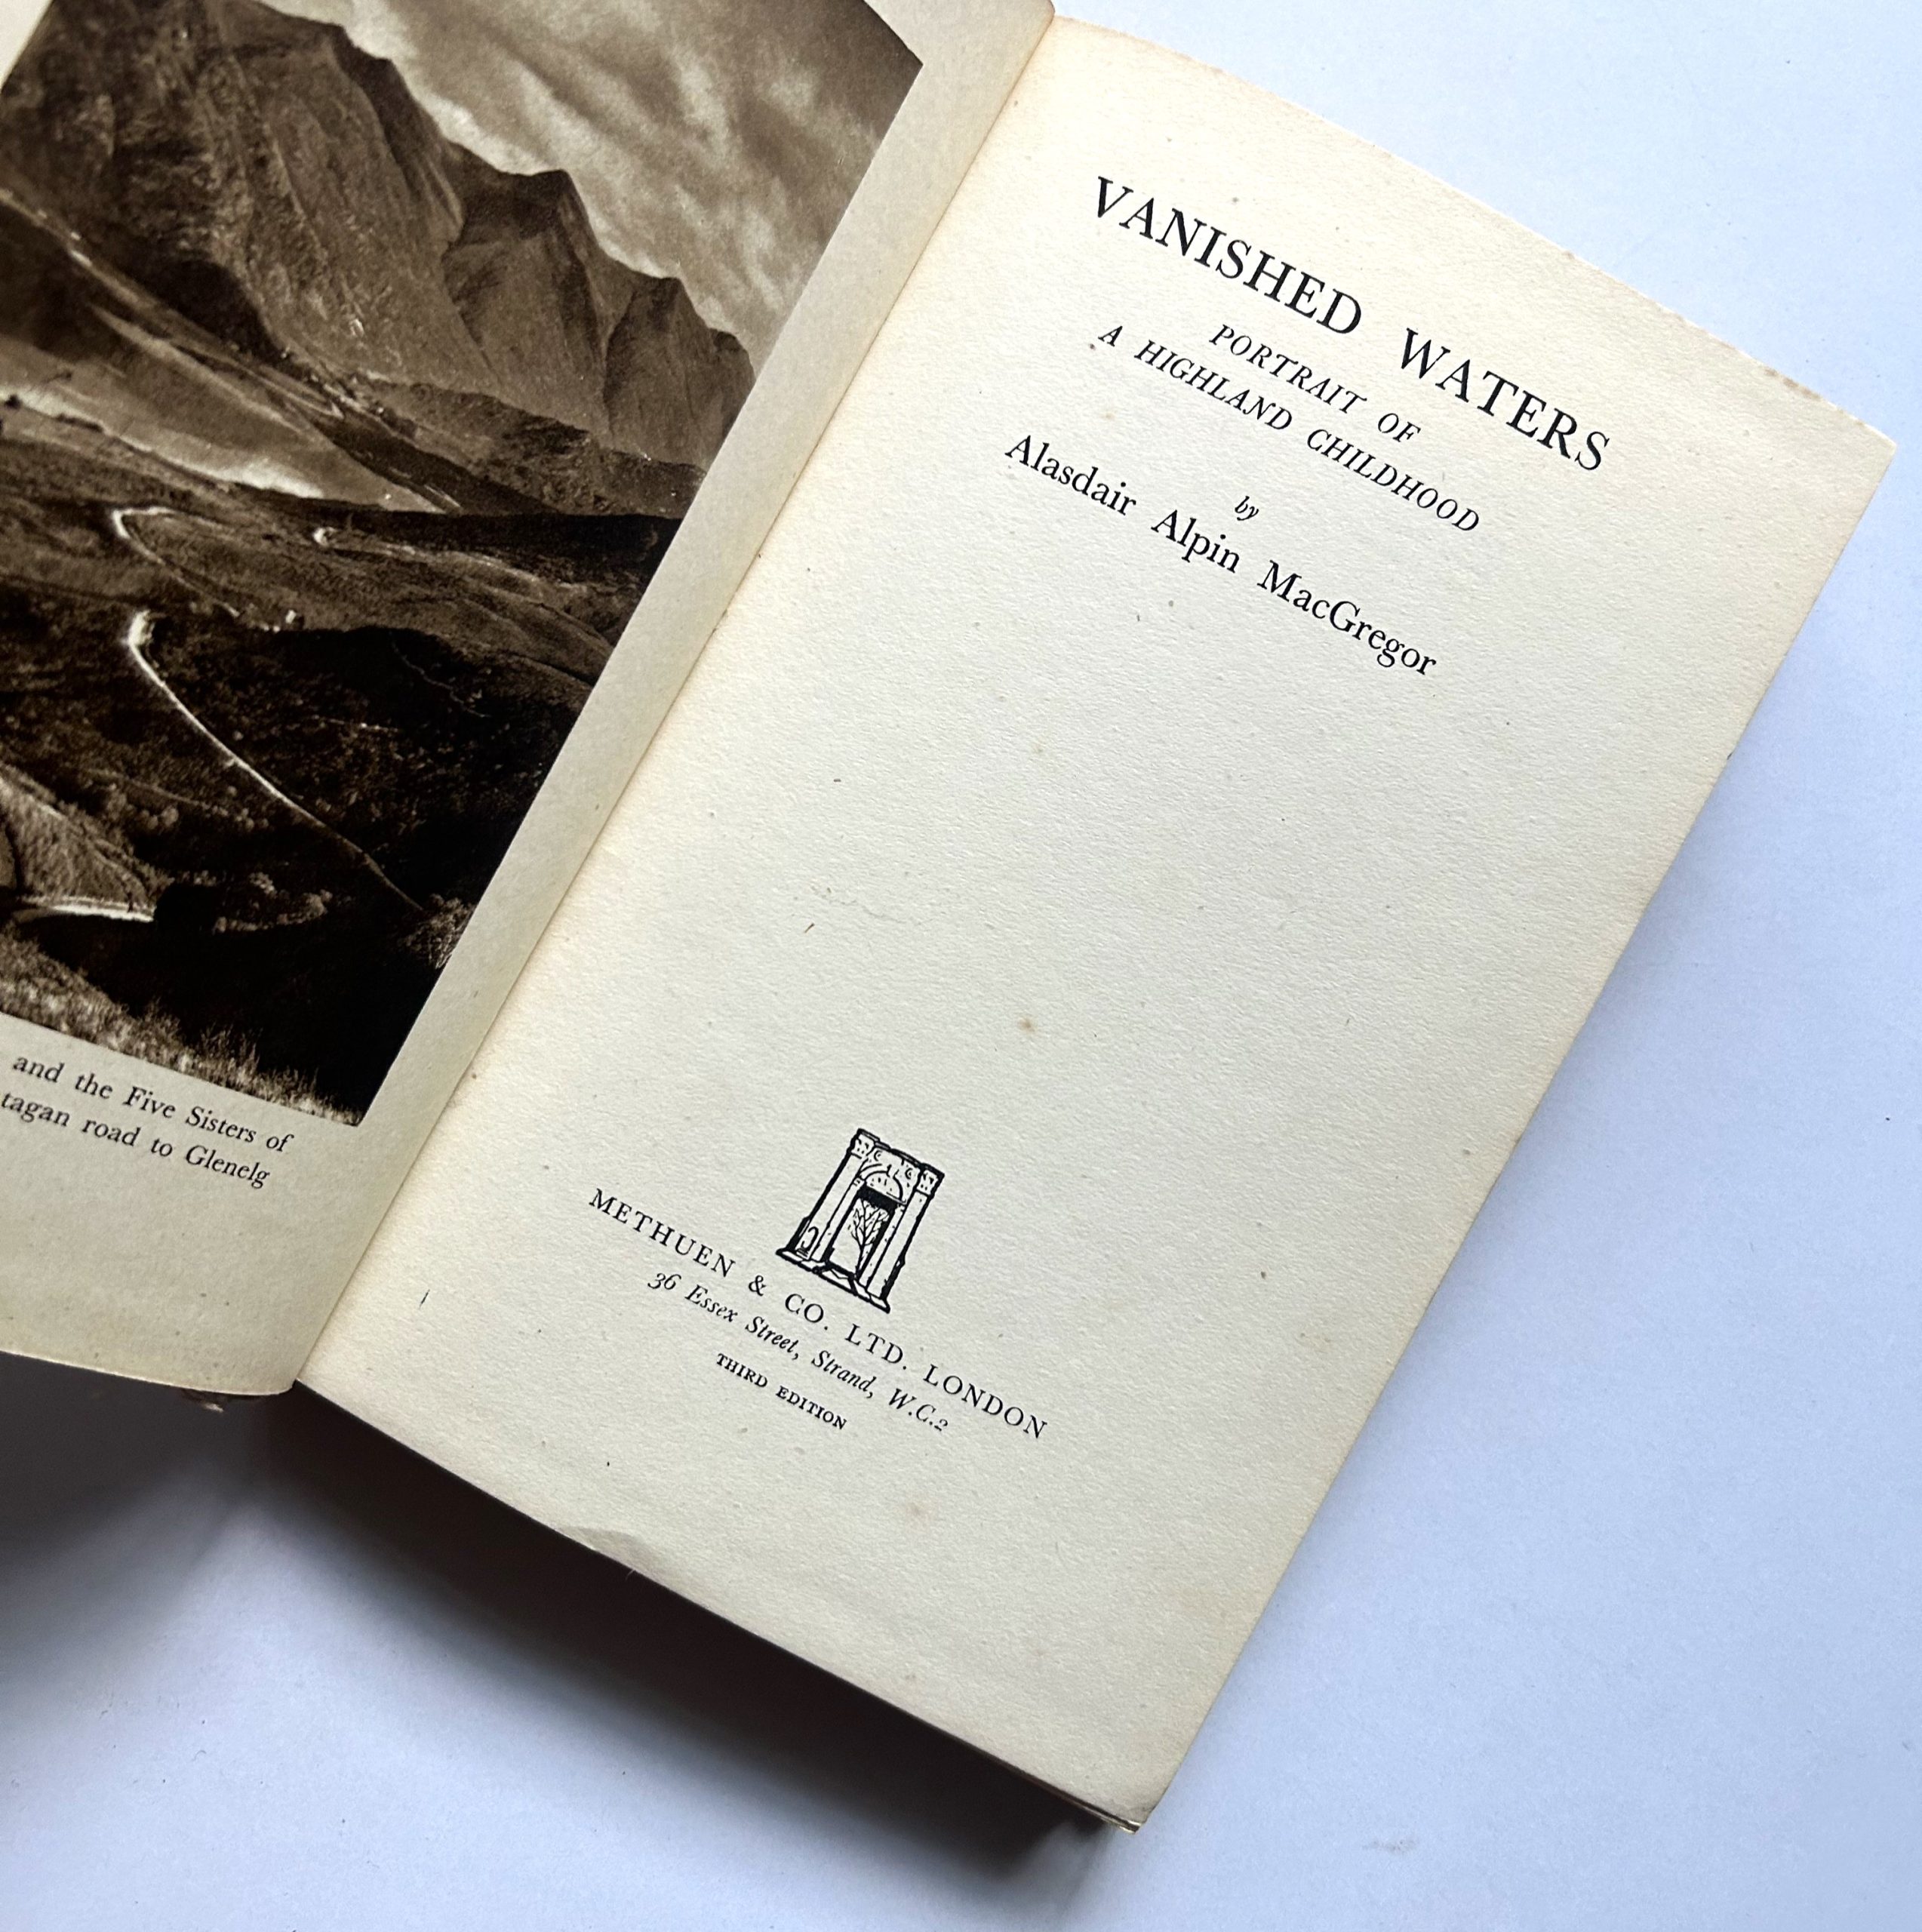 and the Five Sisters of
tagan road to Glenelg
VANISHED WATERS
PORTRAIT OF
A HIGHLAND CHILDHOOD
by
Alasdair Alpin MacGregor
METHUEN & CO. LTD. LONDON
36 Essex Street, Strand, W.C.2
THIRD EDITION